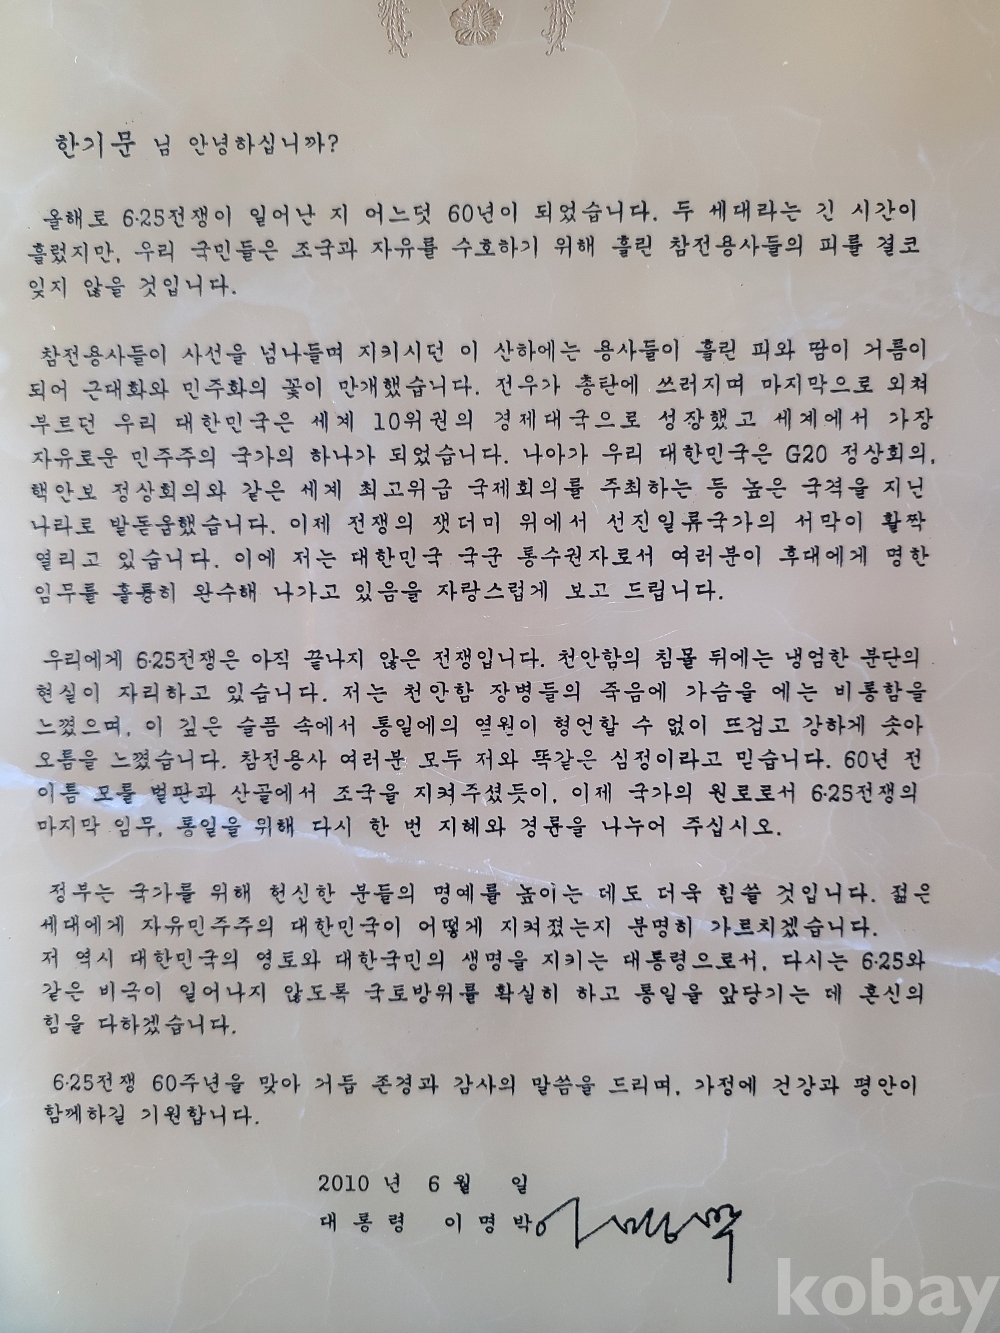 한기문 님 안녕하십니까?
올해로 6·25전쟁이 일어난 지 어느덧 60년이 되었습니다. 두 세대라는 긴 시간이
흘렀지만, 우리 국민들은 조국과 자유를 수호하기 위해 흘린 참전용사들의 피를 결코
잊지 않을 것입니다.
참전용사들이 사선을 넘나들며 지키시던 이 산하에는 용사들이 흘린 피와 땀이 거름이
되어 근대화와 민주화의 꽃이 만개했습니다. 전우가 총탄에 쓰러지며 마지막으로 외쳐
부르던 우리 대한민국은 세계 10위권의 경제대국으로 성장했고 세계에서 가장
자유로운 민주주의 국가의 하나가 되었습니다. 나아가 우리 대한민국은 G20 정상회의,
핵안보 정상회의와 같은 세계 최고위급 국제회의를 주최하는 등 높은 국격을 지닌
나라로 발돋움했습니다. 이제 전쟁의 잿더미 위에서 선진일류국가의 서막이 활짝
열리고 있습니다. 이에 저는 대한민국 국군 통수권자로서 여러분이 후대에게 명한
임무를 훌륭히 완수해 나가고 있음을 자랑스럽게 보고 드립니다.
우리에게 6·25전쟁은 아직 끝나지 않은 전쟁입니다. 천안함의 침몰 뒤에는 냉엄한 분단의
현실이 자리하고 있습니다. 저는 천안함 장병들의 죽음에 가슴을 에는 비통함을
느꼈으며, 이 깊은 슬픔 속에서 통일에의 열원이 형언할 수 없이 뜨겁고 강하게 솟아
오름을 느꼈습니다. 참전용사 여러분 모두 저와 똑같은 심정이라고 믿습니다. 60년 전
이름 모를 벌판과 산골에서 조국을 지켜주셨듯이, 이제 국가의 원로로서 6·25전쟁의
마지막 임무, 통일을 위해 다시 한 번 지혜와 경륜을 나누어 주십시오.
정부는 국가를 위해 헌신한 분들의 명예를 높이는 데도 더욱 힘쓸 것입니다. 젊은
세대에게 자유민주주의 대한민국이 어떻게 지켜졌는지 분명히 가르치겠습니다.
저 역시 대한민국의 영토와 대한국민의 생명을 지키는 대통령으로서, 다시는 6·25와
같은 비극이 일어나지 않도록 국토방위를 확실히 하고 통일을 앞당기는 데 혼신의
힘을 다하겠습니다.
6·25전쟁 60주년을 맞아 거듭 존경과 감사의 말씀을 드리며, 가정에 건강과 평안이
함께하길 기원합니다.
2010 년 6 월 일
대 통 령 이 명 박 이명박
kobay